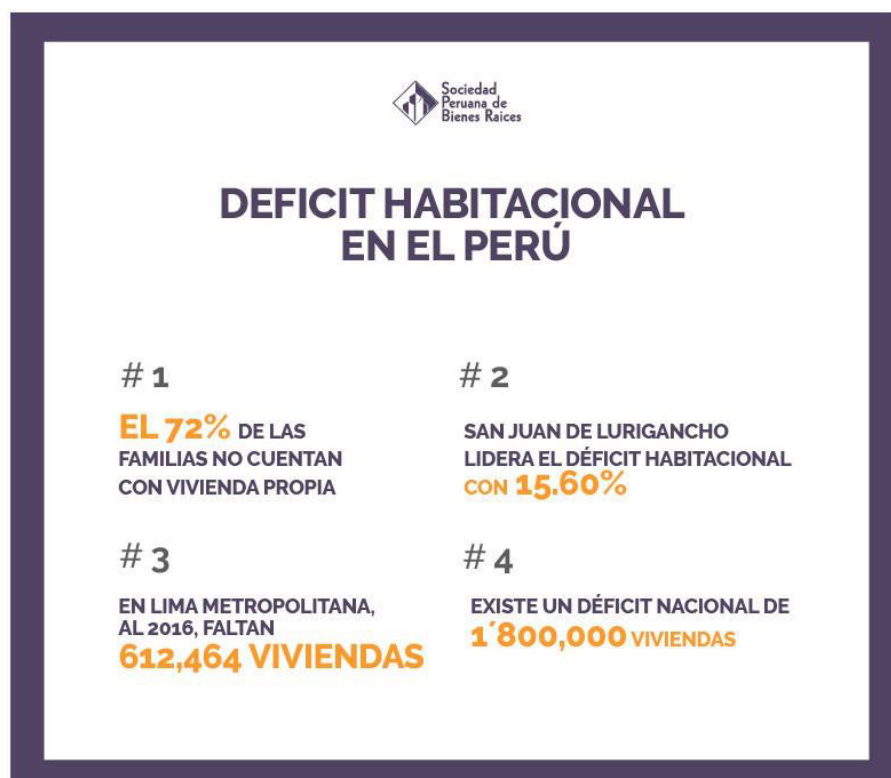 Sociedad
Peruana de
Bienes Raices
DEFICIT HABITACIONAL
EN EL PERÚ
# 1
EL 72% DE LAS
FAMILIAS NO CUENTAN
CON VIVIENDA PROPIA
# 2
SAN JUAN DE LURIGANCHO
LIDERA EL DÉFICIT HABITACIONAL
CON 15.60%
# 3
EN LIMA METROPOLITANA,
AL 2016, FALTAN
612,464 VIVIENDAS
# 4
EXISTE UN DÉFICIT NACIONAL DE
1´800,000 VIVIENDAS